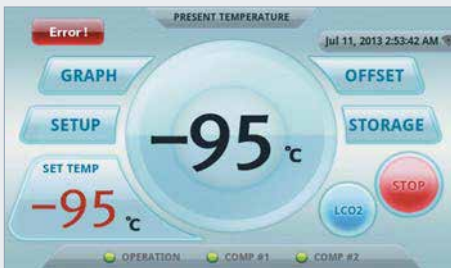 PRESENT TEMPERATURE
Error !
Jul 11, 2013 2:53:42 AM
GRAPH
OFFSET
SETUP
STORAGE
-95 ℃
SET TEMP
-95 ℃
LCO2
STOP
OPERATION COMP #1 COMP #2